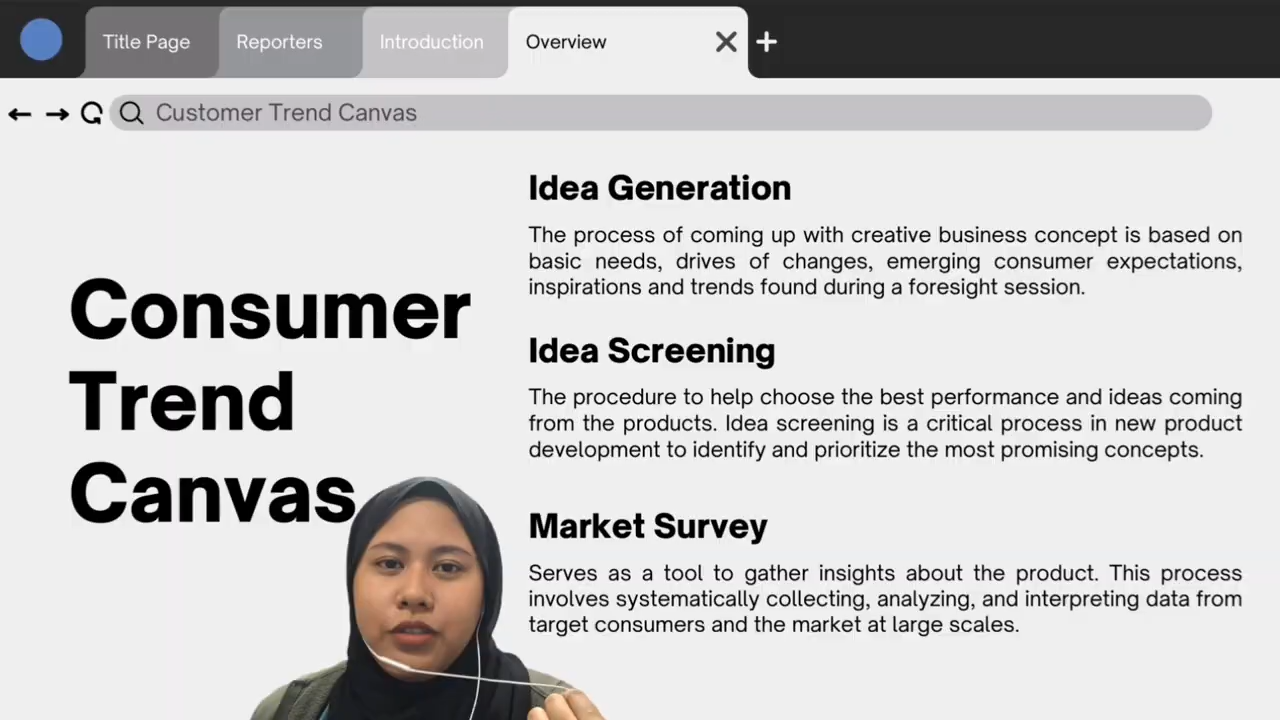 Title Page
Reporters
Introduction
Overview
Customer Trend Canvas
Consumer
Trend
Canvas
Idea Generation
The process of coming up with creative business concept is based on
basic needs, drives of changes, emerging consumer expectations,
inspirations and trends found during a foresight session.
Idea Screening
The procedure to help choose the best performance and ideas coming
from the products. Idea screening is a critical process in new product
development to identify and prioritize the most promising concepts.
Market Survey
Serves as a tool to gather insights about the product. This process
involves systematically collecting, analyzing, and interpreting data from
target consumers and the market at large scales.